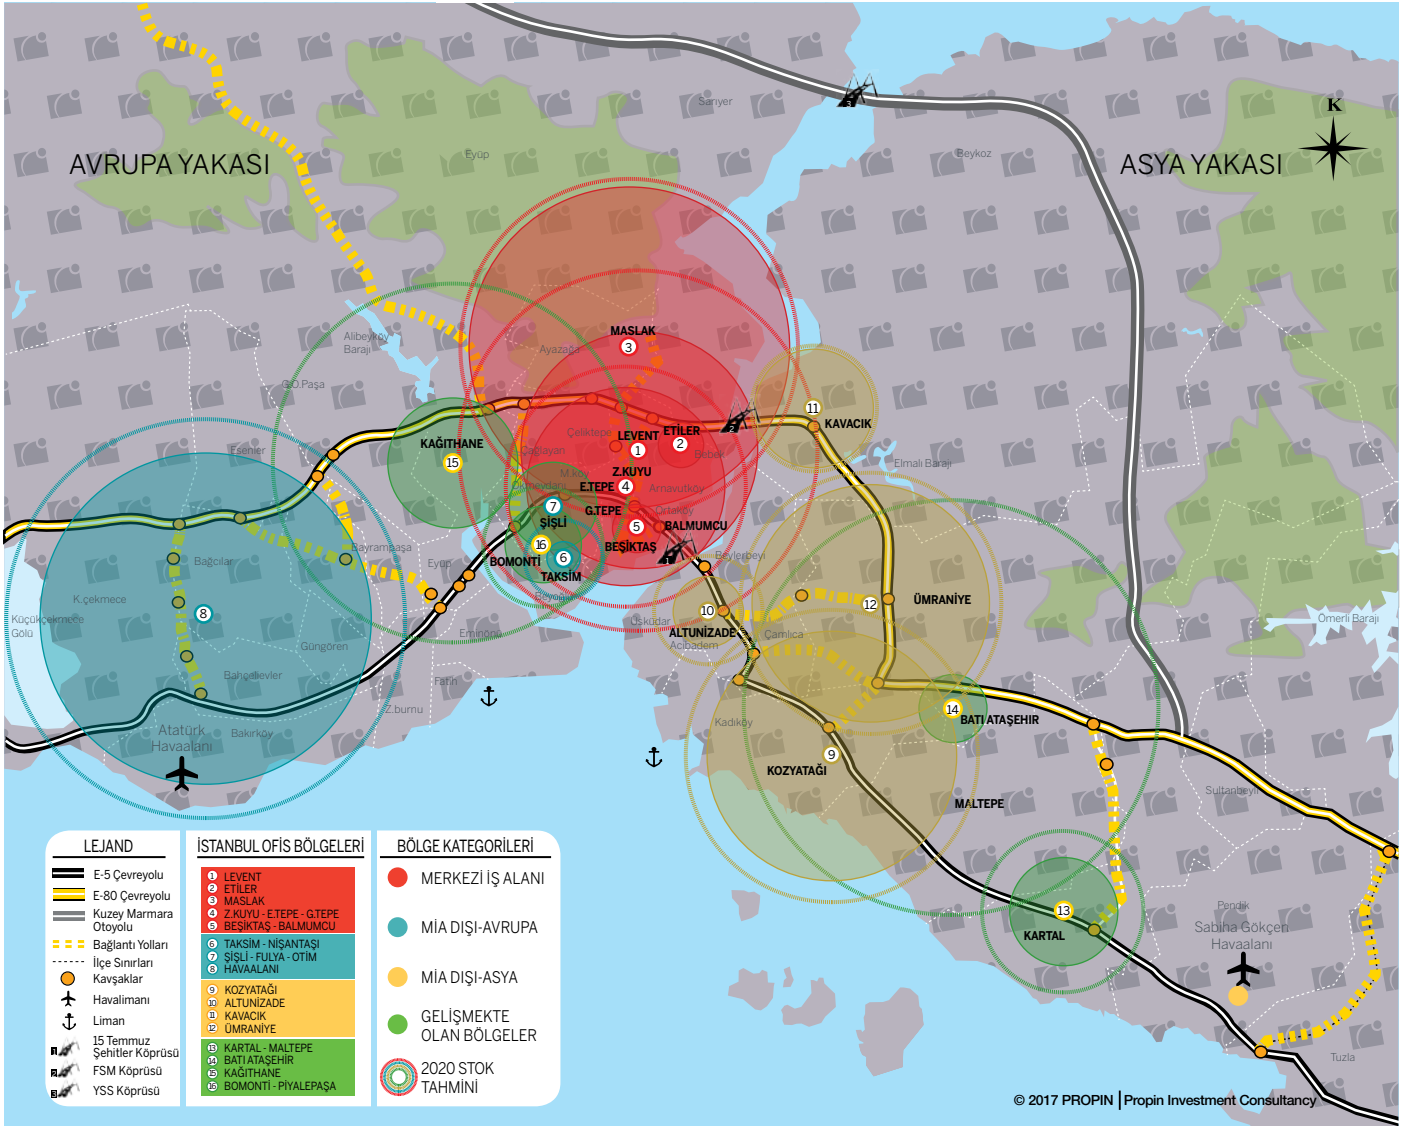 AVRUPA YAKASI
ASYA YAKASI
K
Sarıyer
3
Eyüp
Beykoz
Alibeyköy
Barajı
MASLAK
3
Ayazağa
G.O.Paşa
11
KAVACIK
KAĞITHANE
15
Çeliktepe
LEVENT
1
ETİLER
2
2
Bebek
Çağlayan
Esenler
Elmalı Barajı
M.köy
Z.KUYU
E.TEPE
4
Arnavutköy
Okmeydanı
7
G.TEPE
Ortaköy
ŞİŞLİ
5
BALMUMCU
BEŞİKTAŞ
16
BOMONTİ
6
TAKSİM
Beylerbeyi
Bayrampaşa
Bağcılar
Eyüp
Beyoğlu
K.çekmece
8
ÜMRANİYE
12
Küçükçekmece
Gölü
Üsküdar
10
ALTUNİZADE
Acıbadem
Çamlıca
Ömerli Barajı
Eminönü
Güngören
Bahçelievler
Fatih
Z.burnu
Atatürk
Havaalanı
Bakırköy
Kadıköy
14
BATI ATAŞEHİR
9
KOZYATAĞI
MALTEPE
Sultanbeyli
13
KARTAL
Pendik
Sabiha Gökçen
Havaalanı
Tuzla
LEJAND
E-5 Çevreyolu
E-80 Çevreyolu
Kuzey Marmara
Otoyolu
Bağlantı Yolları
İlçe Sınırları
Kavşaklar
Havalimanı
Liman
1
15 Temmuz
Şehitler Köprüsü
2
FSM Köprüsü
3
YSS Köprüsü
İSTANBUL OFİS BÖLGELERİ
1 LEVENT
2 ETİLER
3 MASLAK
4 Z.KUYU - E.TEPE - G.TEPE
5 BEŞİKTAŞ - BALMUMCU
6 TAKSİM - NİŞANTAŞI
7 ŞİŞLİ - FULYA - OTİM
8 HAVAALANI
9 KOZYATAĞI
10 ALTUNİZADE
11 KAVACIK
12 ÜMRANİYE
13 KARTAL - MALTEPE
14 BATI ATAŞEHİR
15 KAĞITHANE
16 BOMONTİ - PİYALEPAŞA
BÖLGE KATEGORİLERİ
MERKEZİ İŞ ALANI
MİA DIŞI-AVRUPA
MİA DIŞI-ASYA
GELİŞMEKTE
OLAN BÖLGELER
2020 STOK
TAHMİNİ
© 2017 PROPIN | Propin Investment Consultancy